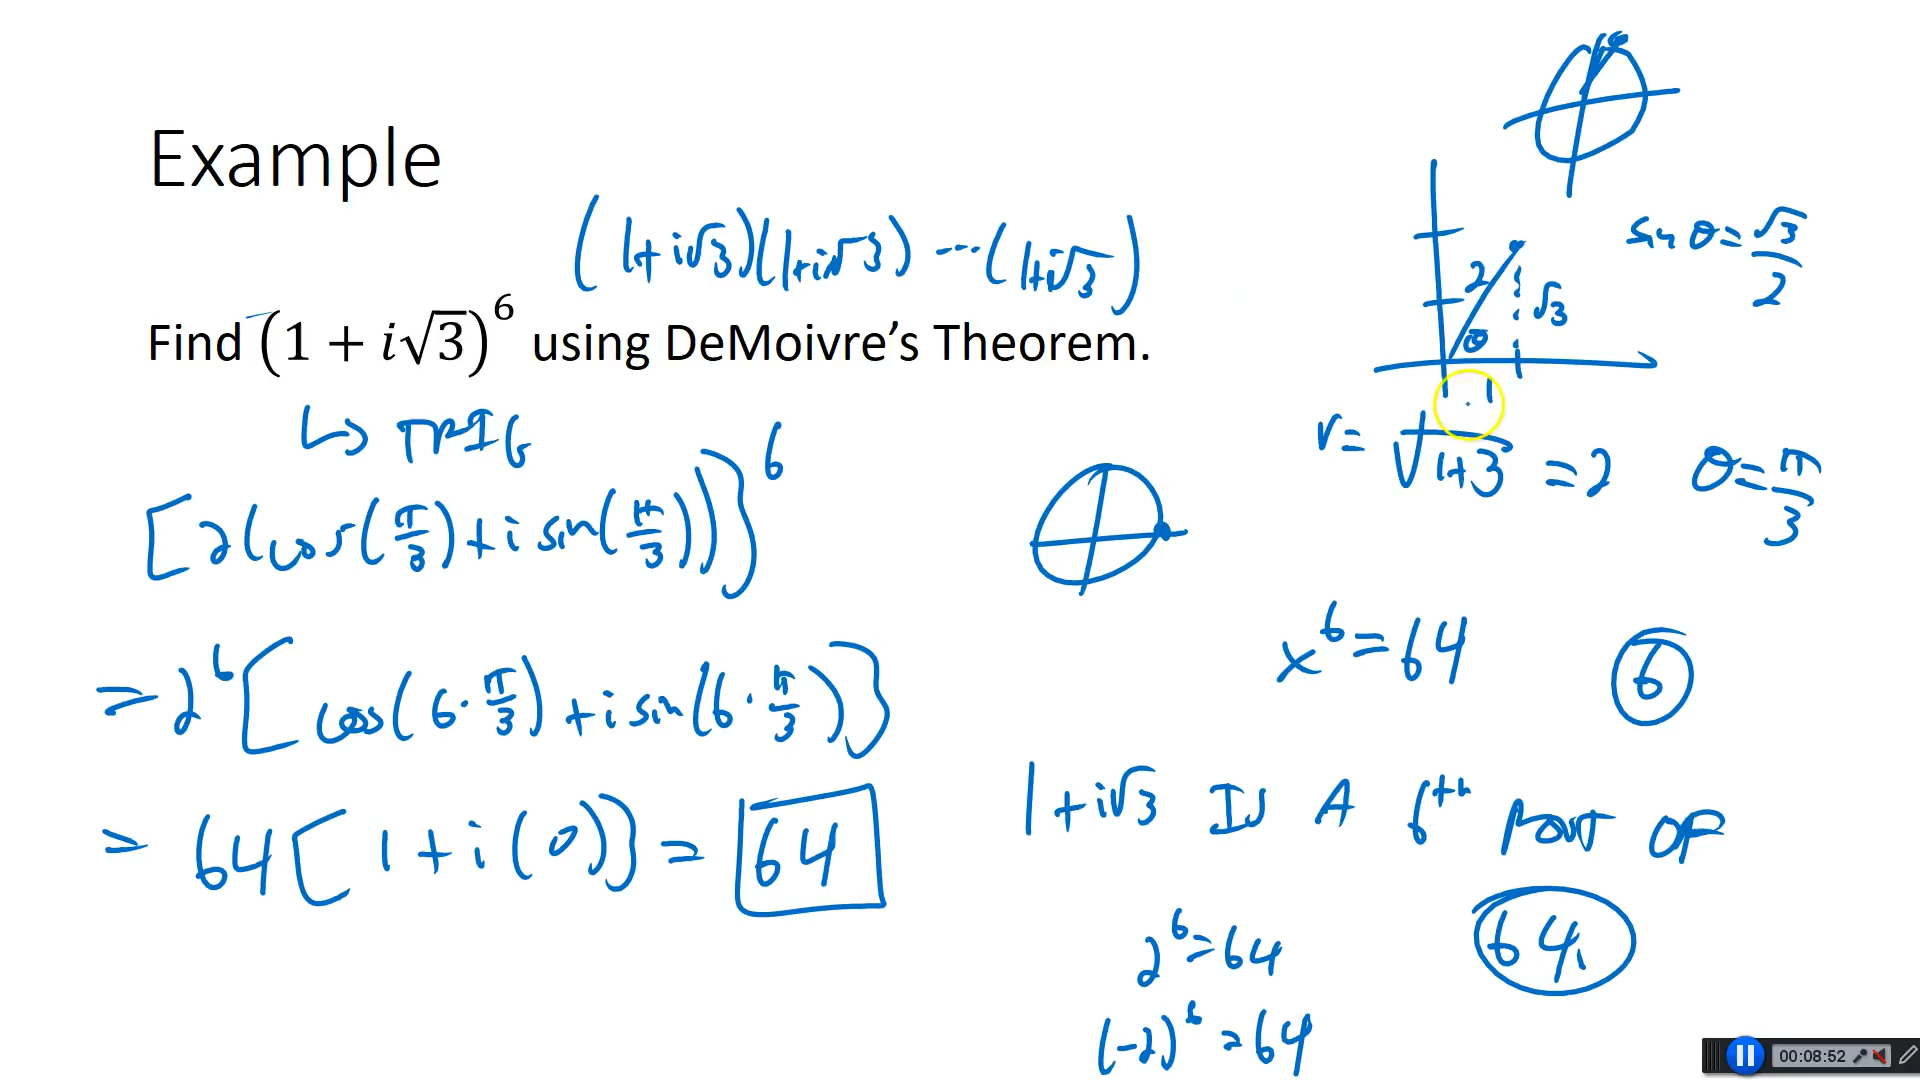 Example
(1+i√3)(1+i√3) ··· (1+i√3)
Find (1 + i√3)^6 using DeMoivre's Theorem.
↳ TRIG
[2(cos(π/3) + i sin(π/3))]^6
= 2^6 [cos(6·π/3) + i sin(6·π/3)]
= 64 [1 + i(0)] = 64
2
θ
√3
1
sin θ = √3/2
r = √1+3 = 2
θ = π/3
x^6 = 64
6
1 + i√3 IS A 6th ROOT OF
64.
2^6 = 64
(-2)^6 = 64
00:08:52